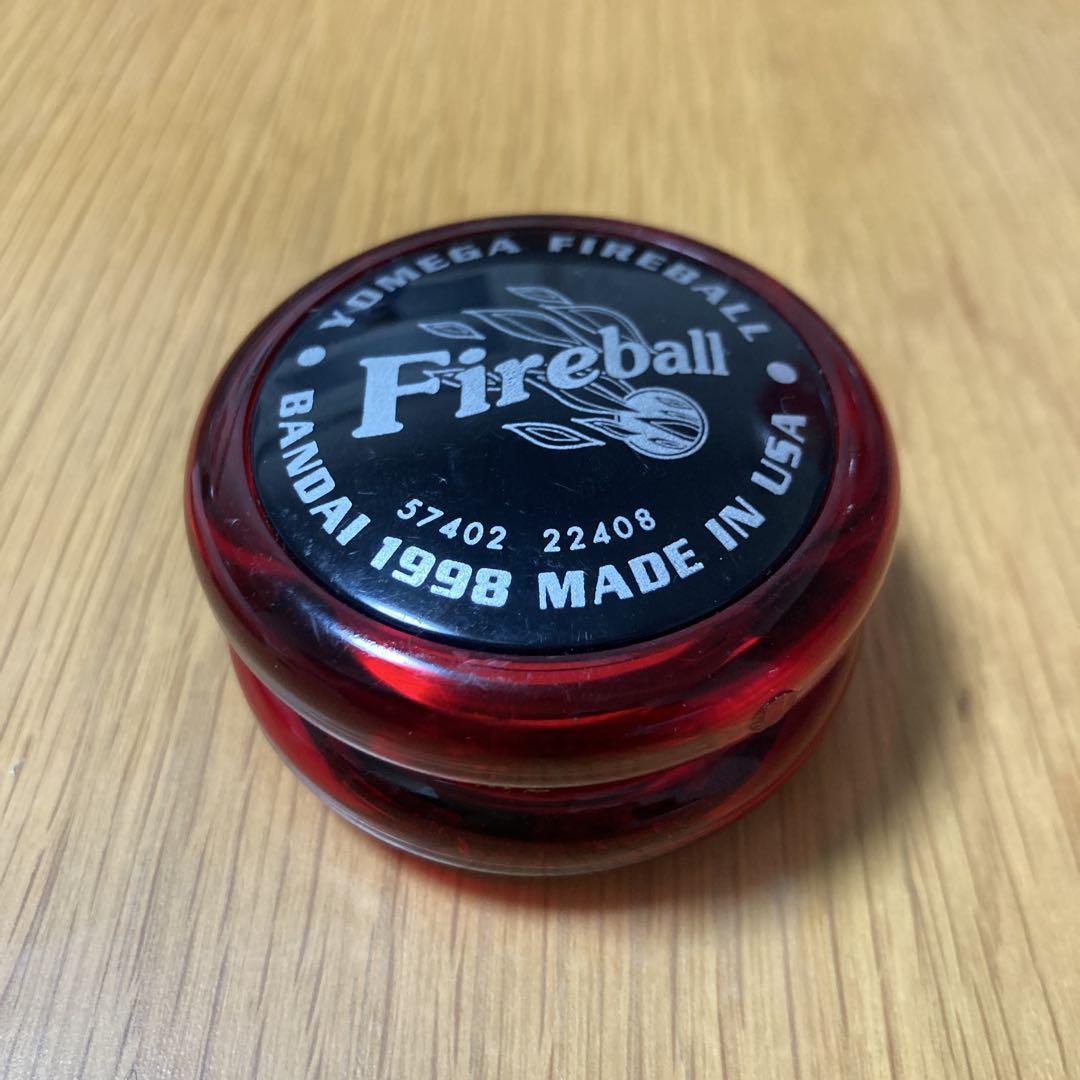 YOMEGA FIREBALL
Fireball
57402 22408
BANDAI 1998 MADE IN USA